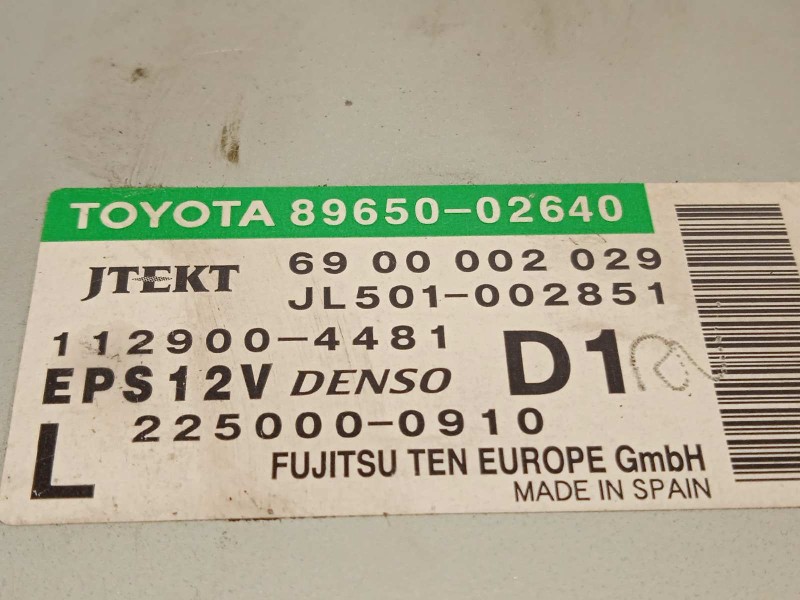 TOYOTA 89650-02640
JTEKT 69 00 002 029
JL501-002851
112900-4481 D1
EPS12V DENSO
L 225000-0910
FUJITSU TEN EUROPE GmbH
MADE IN SPAIN